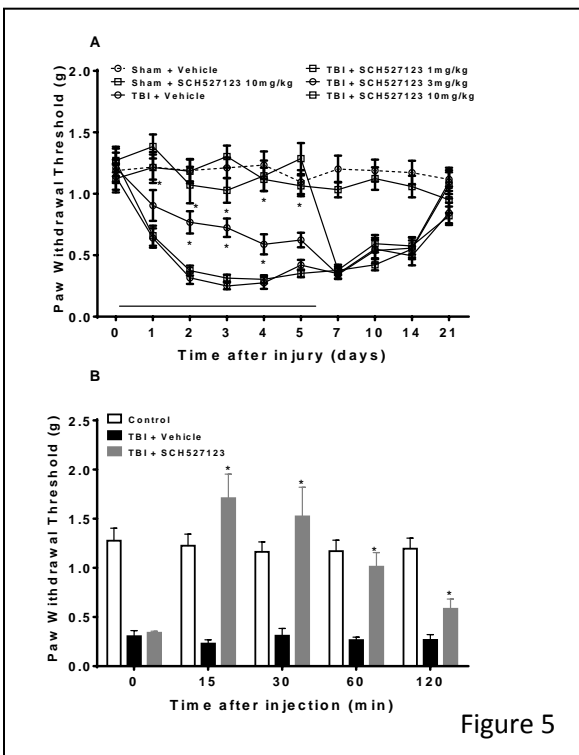 A
Sham + Vehicle TBI + SCH527123 1mg/kg
Sham + SCH527123 10mg/kg TBI + SCH527123 3mg/kg
TBI + Vehicle TBI + SCH527123 10mg/kg
Paw Withdrawal Threshold (g)
2.0
1.5
1.0
0.5
0.0
* * * * *
* * *
0 1 2 3 4 5 7 10 14 21
Time after injury (days)
B
Control
TBI + Vehicle
TBI + SCH527123
Paw Withdrawal Threshold (g)
2.5
2.0
1.5
1.0
0.5
0.0
* * * *
0 15 30 60 120
Time after injection (min)
Figure 5